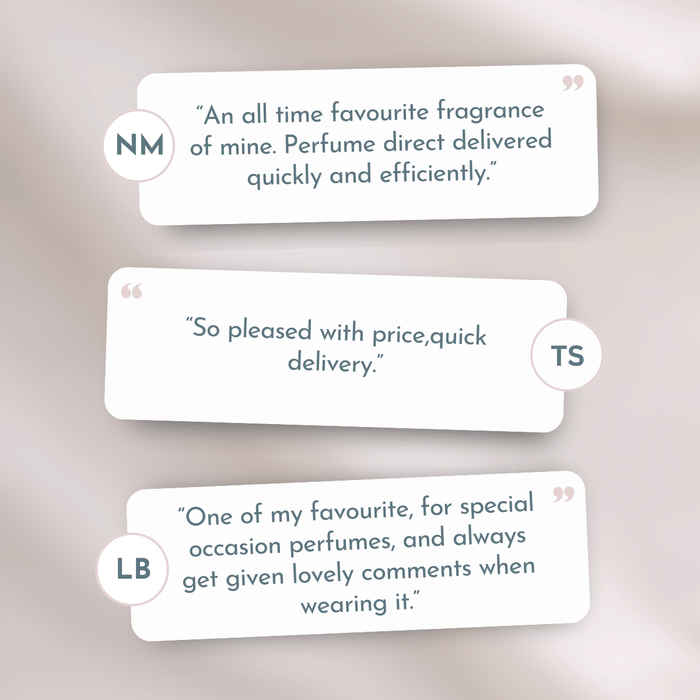 “An all time favourite fragrance
of mine. Perfume direct delivered
quickly and efficiently.”
NM
“So pleased with price,quick
delivery.”
TS
“One of my favourite, for special
occasion perfumes, and always
get given lovely comments when
wearing it.”
LB